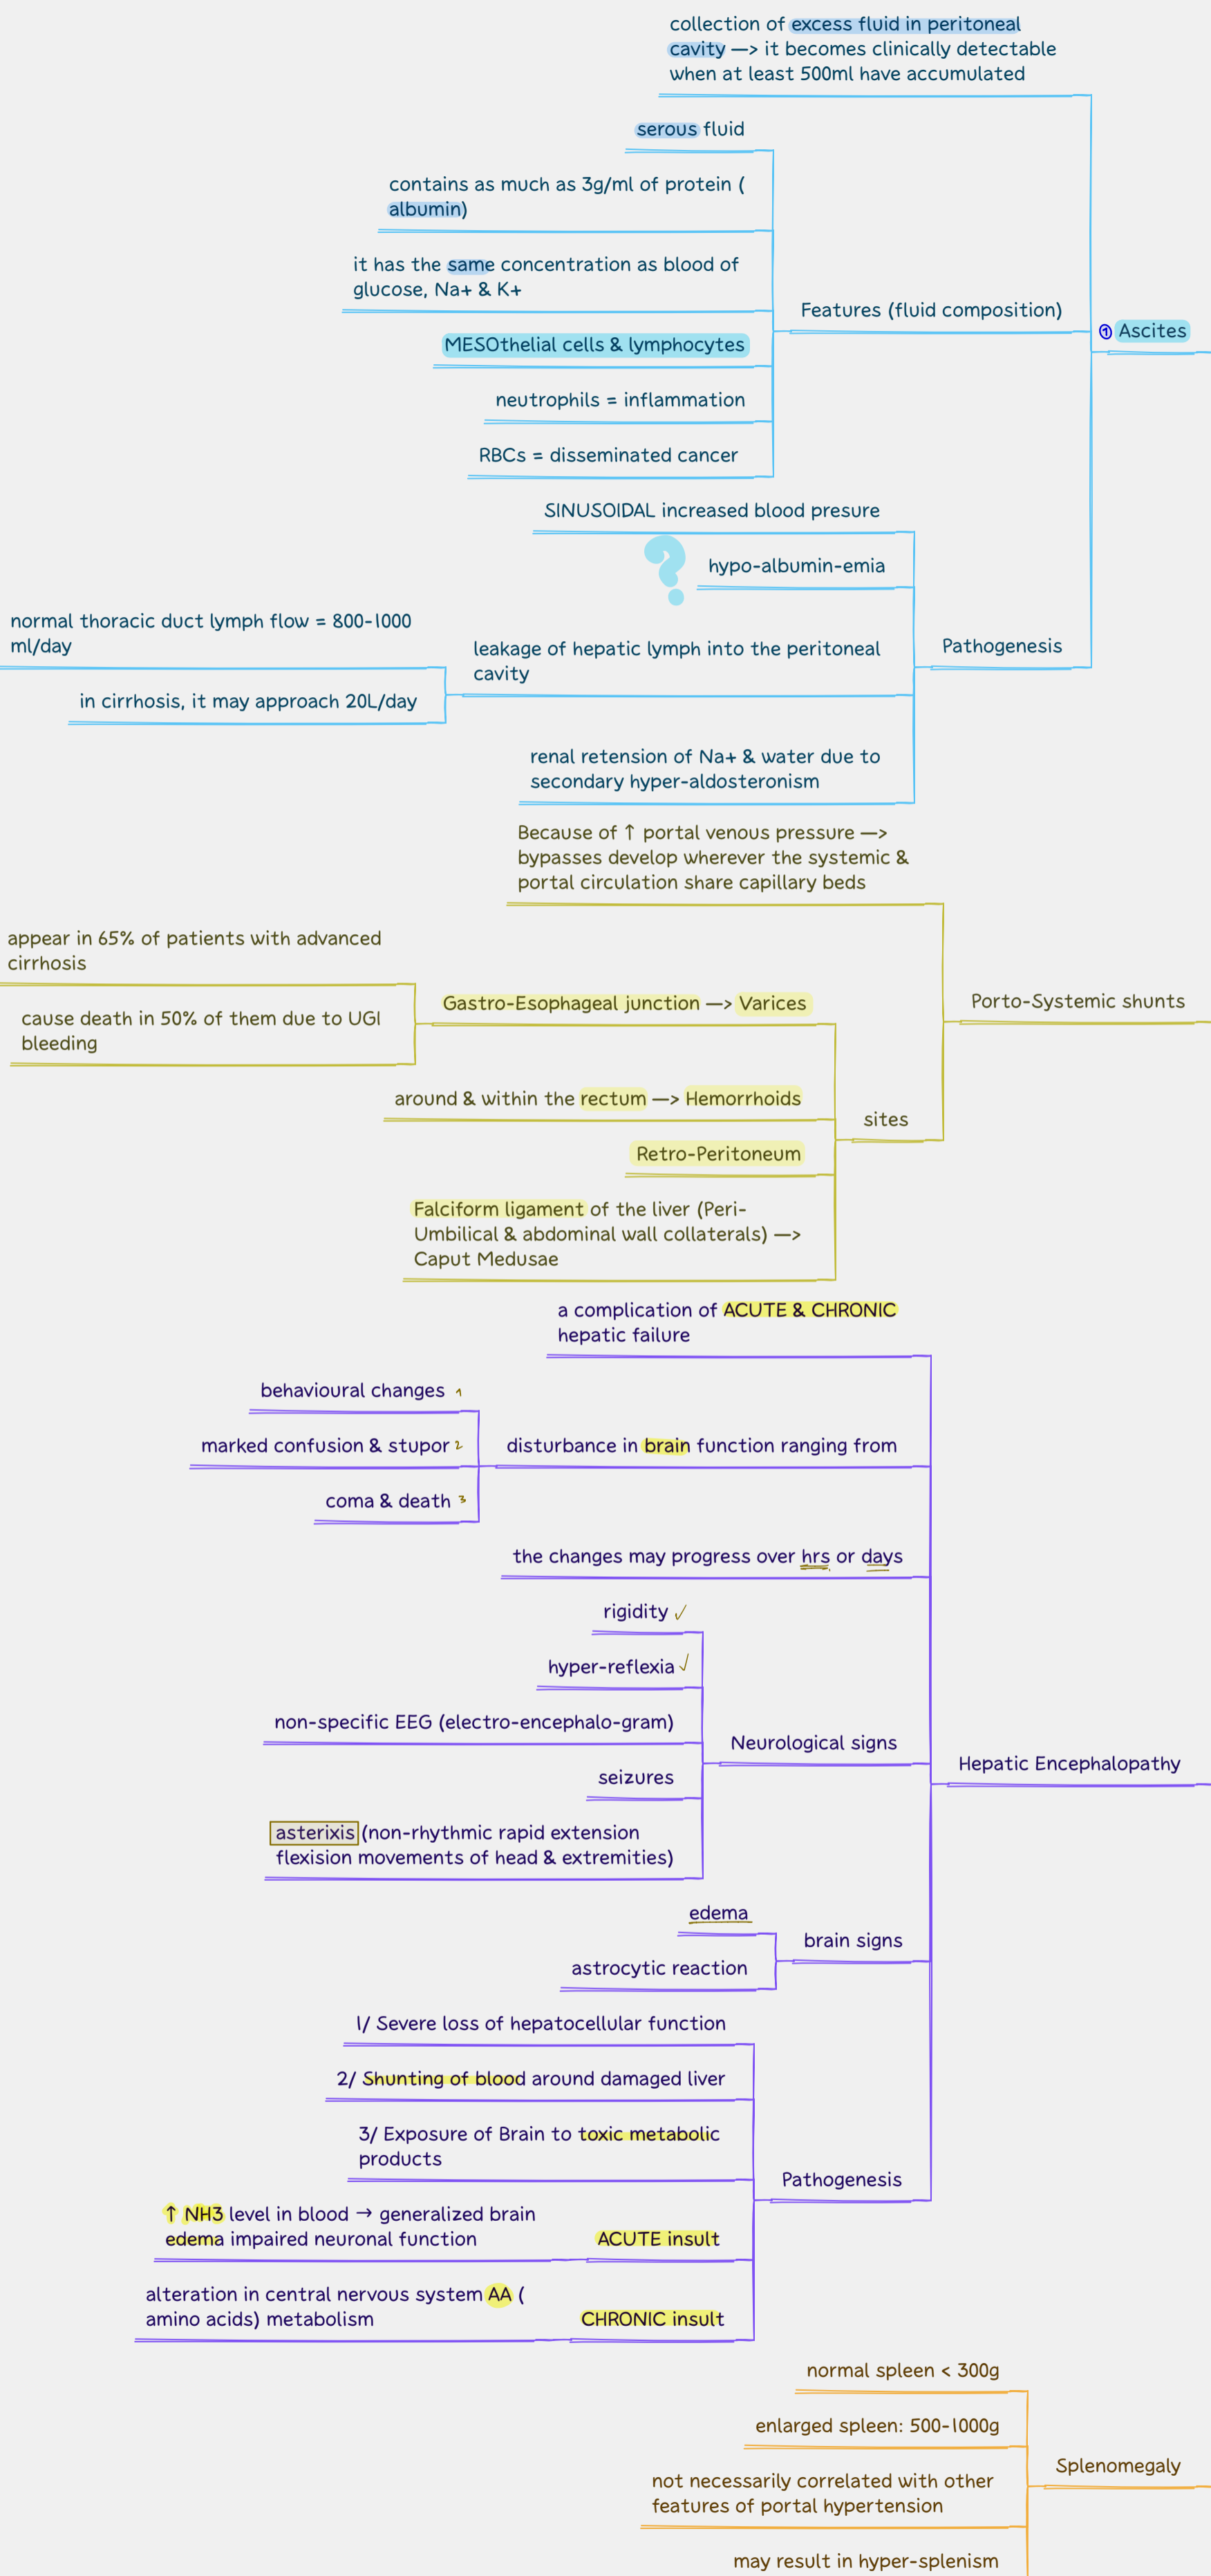 collection of excess fluid in peritoneal
cavity —> it becomes clinically detectable
when at least 500ml have accumulated
serous fluid
contains as much as 3g/ml of protein (
albumin)
it has the same concentration as blood of
glucose, Na+ & K+
MESOthelial cells & lymphocytes
neutrophils = inflammation
RBCs = disseminated cancer
Features (fluid composition)
1 Ascites
SINUSOIDAL increased blood presure
?
hypo-albumin-emia
normal thoracic duct lymph flow = 800-1000
ml/day
in cirrhosis, it may approach 20L/day
leakage of hepatic lymph into the peritoneal
cavity
renal retension of Na+ & water due to
secondary hyper-aldosteronism
Pathogenesis
Because of ↑ portal venous pressure —>
bypasses develop wherever the systemic &
portal circulation share capillary beds
appear in 65% of patients with advanced
cirrhosis
cause death in 50% of them due to UGI
bleeding
Gastro-Esophageal junction —> Varices
around & within the rectum —> Hemorrhoids
Retro-Peritoneum
Falciform ligament of the liver (Peri-
Umbilical & abdominal wall collaterals) —>
Caput Medusae
sites
Porto-Systemic shunts
a complication of ACUTE & CHRONIC
hepatic failure
behavioural changes 1
marked confusion & stupor 2
coma & death 3
disturbance in brain function ranging from
the changes may progress over hrs or days
rigidity ✓
hyper-reflexia ✓
non-specific EEG (electro-encephalo-gram)
seizures
asterixis (non-rhythmic rapid extension
flexision movements of head & extremities)
Neurological signs
edema
astrocytic reaction
brain signs
Hepatic Encephalopathy
1/ Severe loss of hepatocellular function
2/ Shunting of blood around damaged liver
3/ Exposure of Brain to toxic metabolic
products
↑ NH3 level in blood → generalized brain
edema impaired neuronal function
ACUTE insult
alteration in central nervous system AA (
amino acids) metabolism
CHRONIC insult
Pathogenesis
normal spleen < 300g
enlarged spleen: 500-1000g
not necessarily correlated with other
features of portal hypertension
may result in hyper-splenism
Splenomegaly